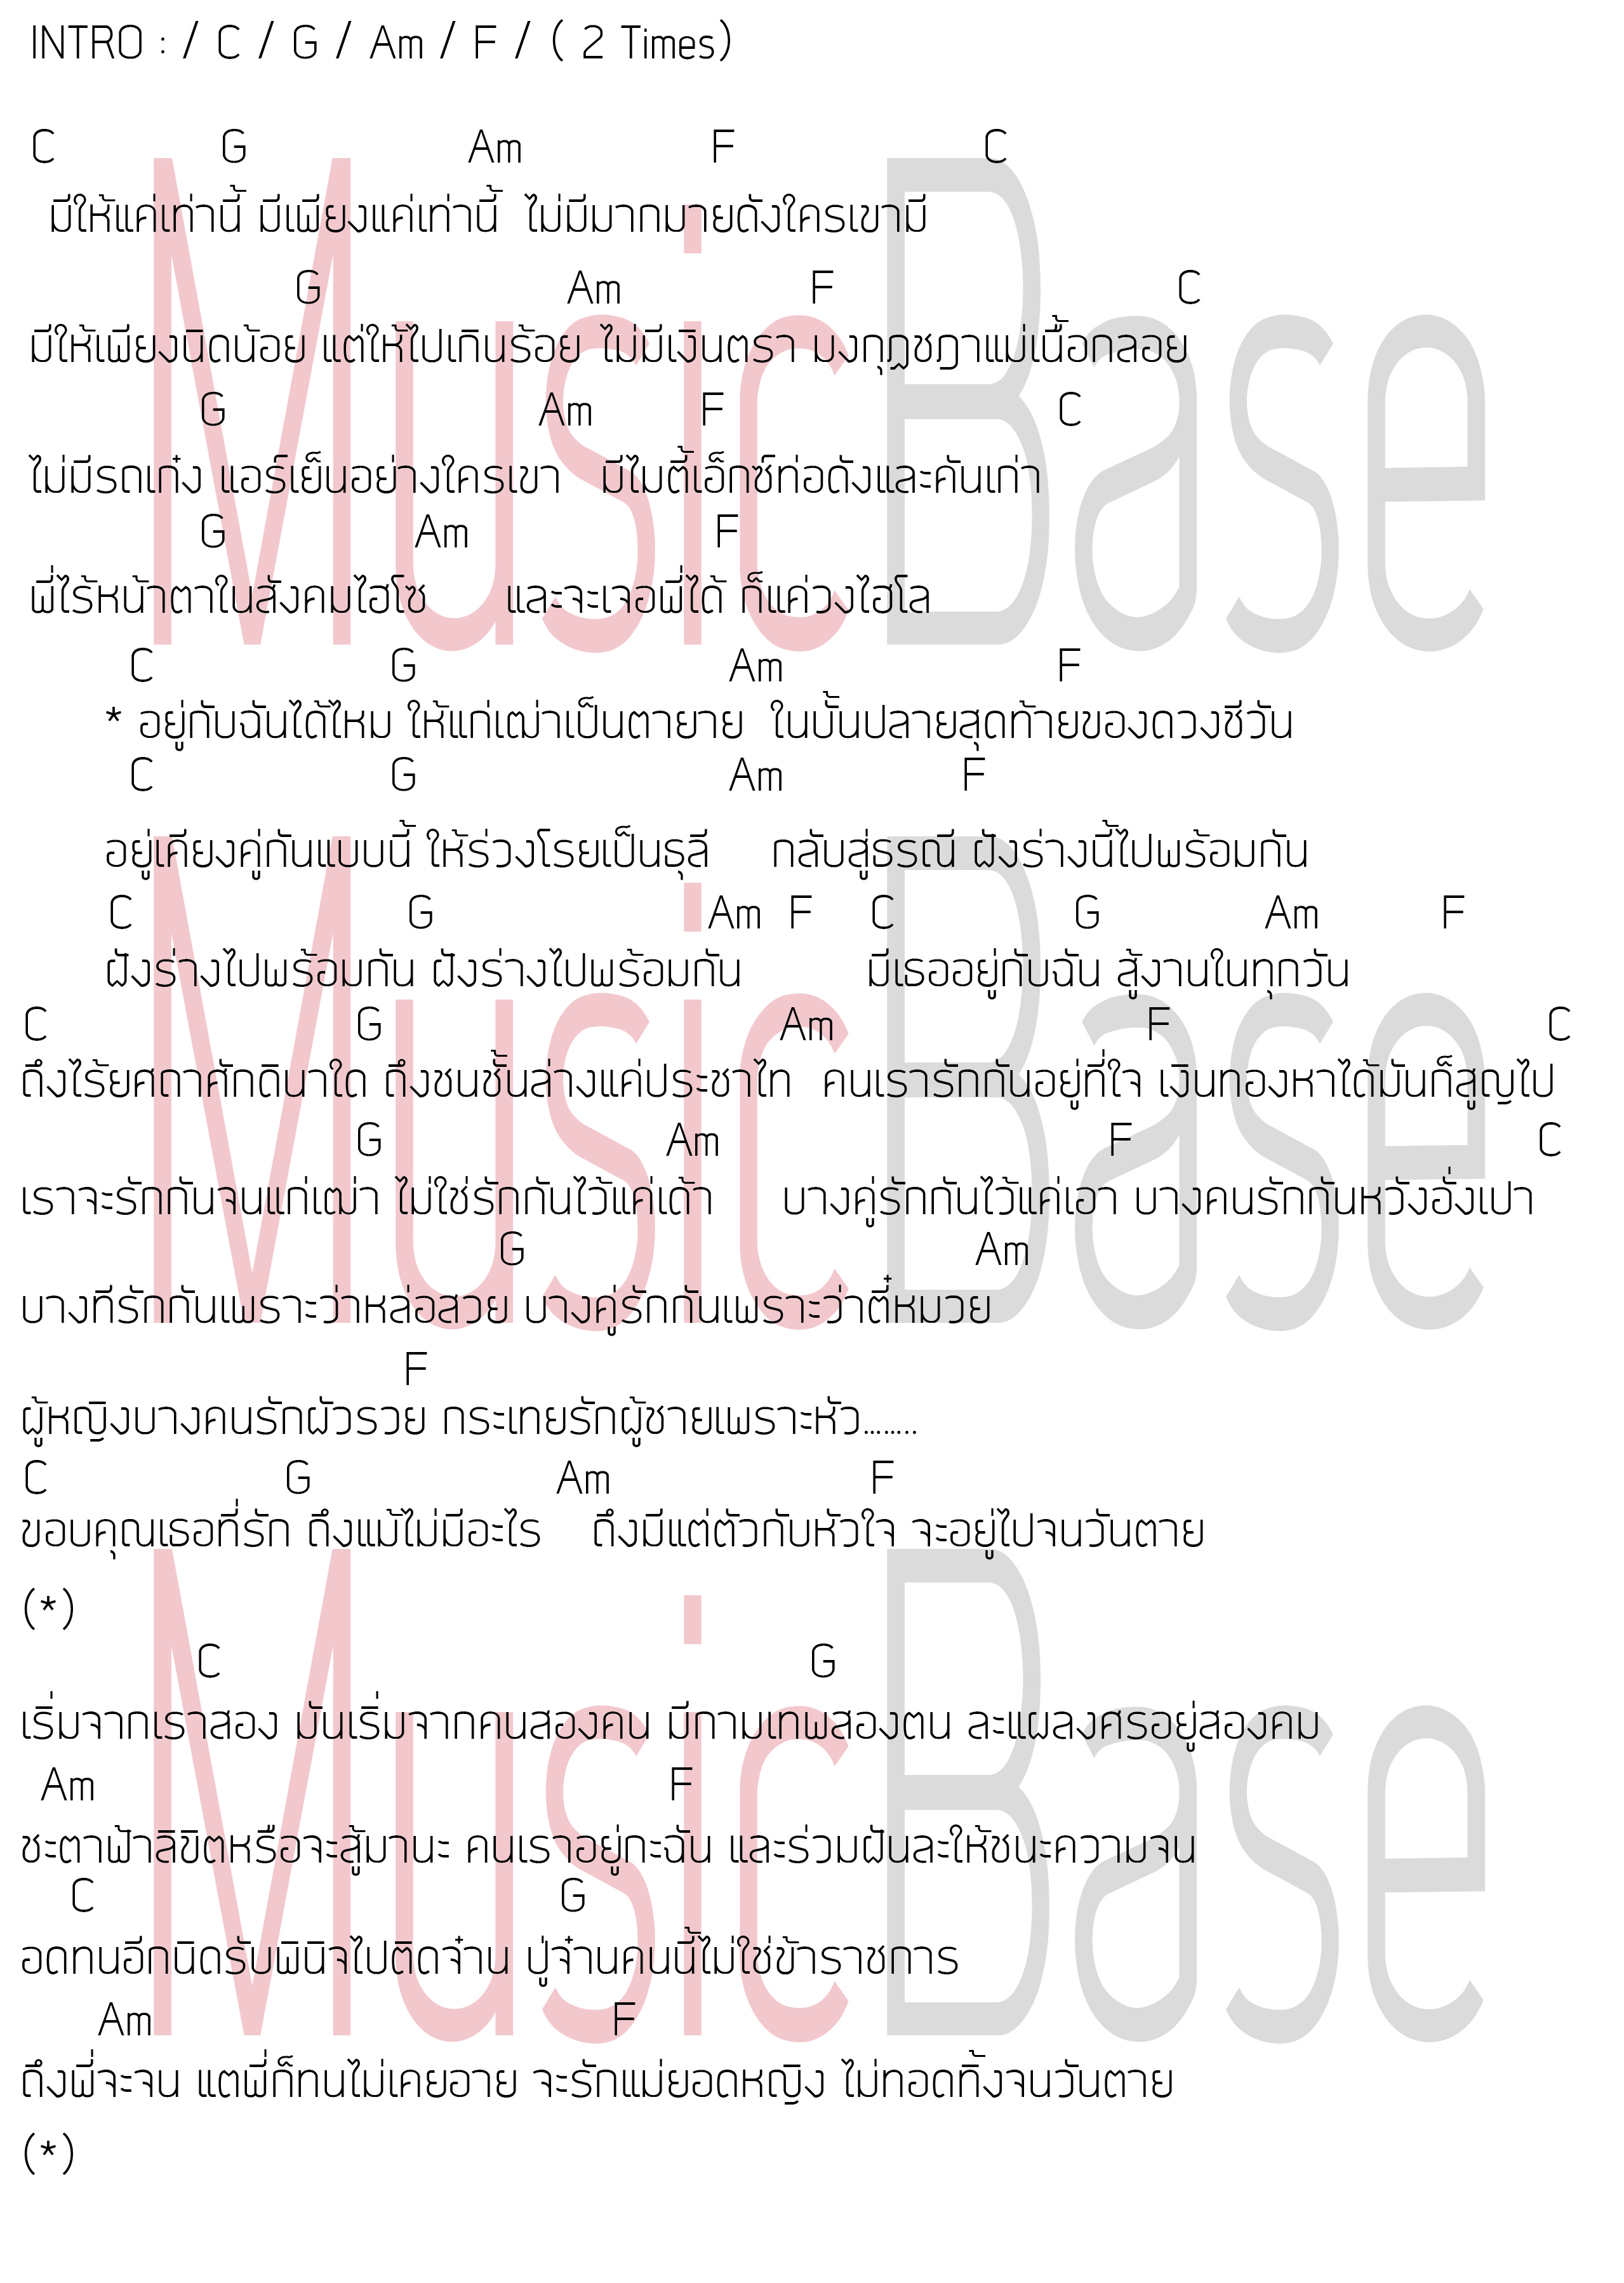 INTRO : / C / G / Am / F / ( 2 Times)
C G Am F C
มีให้แค่เท่านี้ มีเพียงแค่เท่านี้ ไม่มีมากมายดังใครเขามี
G Am F C
มีให้เพียงนิดน้อย แต่ให้ไปเกินร้อย ไม่มีเงินตรา มงกุฎชฎาแม่เนื้อกลอย
G Am F C
ไม่มีรถเก๋ง แอร์เย็นอย่างใครเขา มีไมตี้เอ็กซ์ท่อดังและคันเก่า
G Am F
พี่ไร้หน้าตาในสังคมไฮโซ และจะเจอพี่ได้ ก็แค่วงไฮโล
C G Am F
* อยู่กับฉันได้ไหม ให้แก่เฒ่าเป็นตายาย ในบั้นปลายสุดท้ายของดวงชีวัน
C G Am F
อยู่เคียงคู่กันแบบนี้ ให้ร่วงโรยเป็นธุลี กลับสู่ธรณี ฝังร่างนี้ไปพร้อมกัน
C G Am F C G Am F
ฝังร่างไปพร้อมกัน ฝังร่างไปพร้อมกัน มีเธออยู่กับฉัน สู้งานในทุกวัน
C G Am F C
ถึงไร้ยศถาศักดินาใด ถึงชนชั้นล่างแค่ประชาไท คนเรารักกันอยู่ที่ใจ เงินทองหาได้มันก็สูญไป
G Am F C
เราจะรักกันจนแก่เฒ่า ไม่ใช่รักกันไว้แค่เด้า บางคู่รักกันไว้แค่เอา บางคนรักกันหวังอั่งเปา
G Am
บางทีรักกันเพราะว่าหล่อสวย บางคู่รักกันเพราะว่าตี๋หมวย
F
ผู้หญิงบางคนรักผัวรวย กระเทยรักผู้ชายเพราะหัว........
C G Am F
ขอบคุณเธอที่รัก ถึงแม้ไม่มีอะไร ถึงมีแต่ตัวกับหัวใจ จะอยู่ไปจนวันตาย
(*)
C G
เริ่มจากเราสอง มันเริ่มจากคนสองคน มีกามเทพสองตน ละแผลงศรอยู่สองคม
Am F
ชะตาฟ้าลิขิตหรือจะสู้มานะ คนเราอยู่กะฉัน และร่วมฝันละให้ชนะความจน
C G
อดทนอีกนิดรับพินิจไปติดจ๋าน ปู่จ๋านคนนี้ไม่ใช่ข้าราชการ
Am F
ถึงพี่จะจน แตพี่ก็ทนไม่เคยอาย จะรักแม่ยอดหญิง ไม่ทอดทิ้งจนวันตาย
(*)
Music Base
Music Base
Music Base